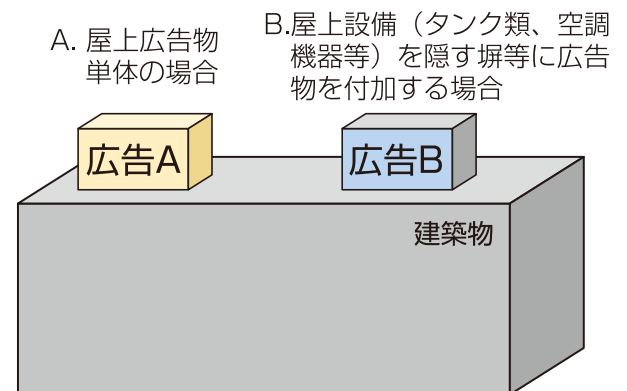 A. 屋上広告物
単体の場合
B.屋上設備（タンク類、空調
機器等）を隠す塀等に広告
物を付加する場合
広告A
広告B
建築物